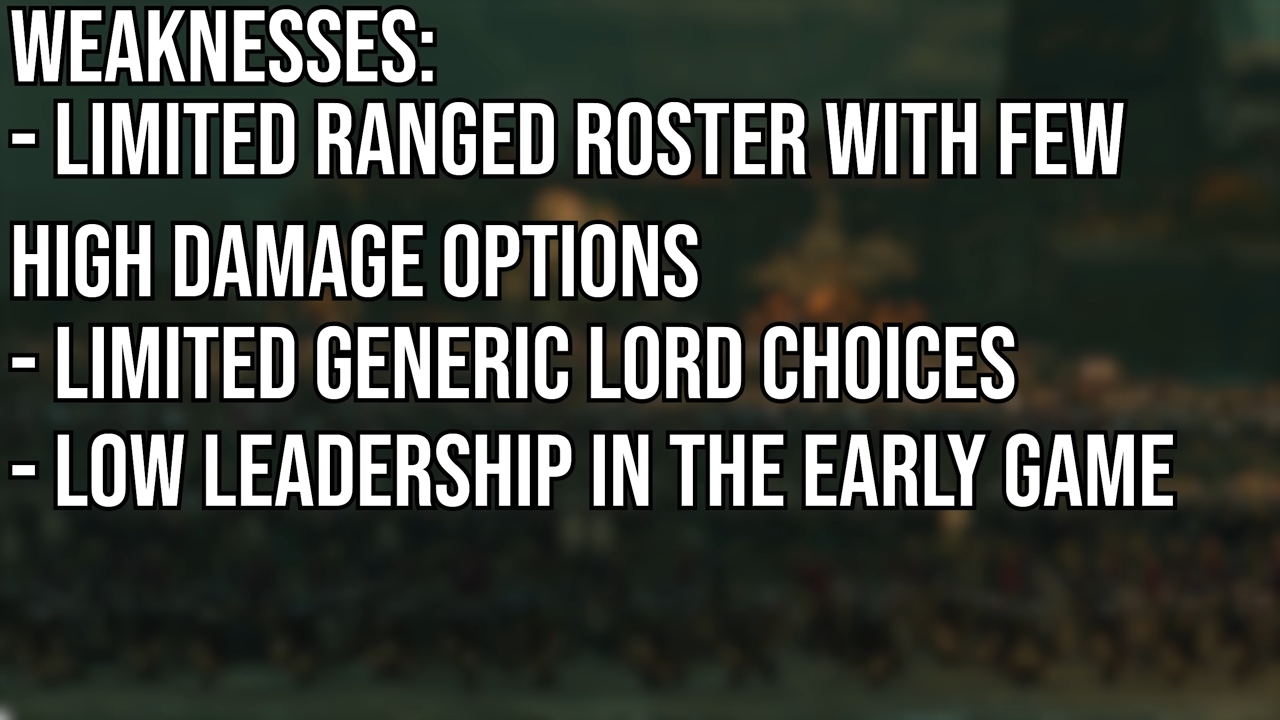 WEAKNESSES:
- LIMITED RANGED ROSTER WITH FEW
HIGH DAMAGE OPTIONS
- LIMITED GENERIC LORD CHOICES
- LOW LEADERSHIP IN THE EARLY GAME